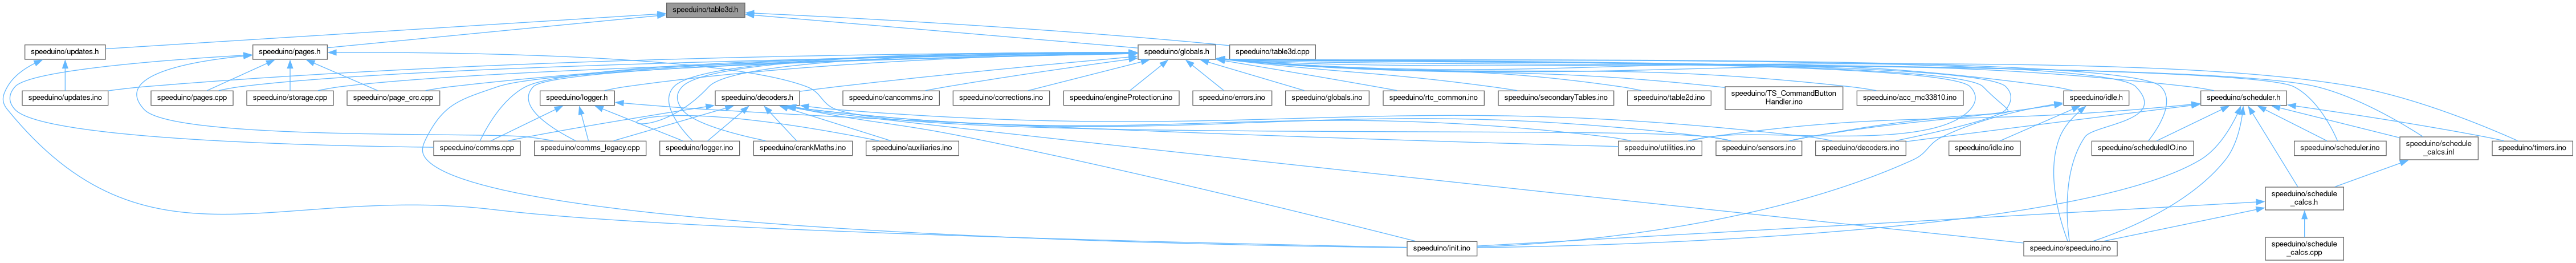 speeduino/table3d.h
speeduino/updates.h
speeduino/pages.h
speeduino/globals.h
speeduino/table3d.cpp
speeduino/updates.ino
speeduino/pages.cpp
speeduino/storage.cpp
speeduino/page_crc.cpp
speeduino/logger.h
speeduino/decoders.h
speeduino/cancomms.ino
speeduino/corrections.ino
speeduino/engineProtection.ino
speeduino/errors.ino
speeduino/globals.ino
speeduino/rtc_common.ino
speeduino/secondaryTables.ino
speeduino/table2d.ino
speeduino/TS_CommandButton
Handler.ino
speeduino/acc_mc33810.ino
speeduino/idle.h
speeduino/scheduler.h
speeduino/comms.cpp
speeduino/comms_legacy.cpp
speeduino/logger.ino
speeduino/crankMaths.ino
speeduino/auxiliaries.ino
speeduino/utilities.ino
speeduino/sensors.ino
speeduino/decoders.ino
speeduino/idle.ino
speeduino/scheduledIO.ino
speeduino/scheduler.ino
speeduino/schedule
_calcs.inl
speeduino/timers.ino
speeduino/schedule
_calcs.h
speeduino/init.ino
speeduino/speeduino.ino
speeduino/schedule
_calcs.cpp